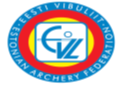 EESTI VIBULIIT
ESTONIAN ARCHERY FEDERATION
EVL